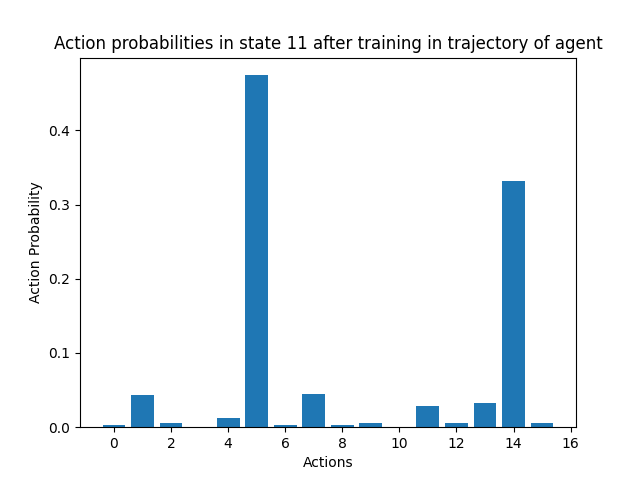 Action probabilities in state 11 after training in trajectory of agent
Action Probability
0.4
0.3
0.2
0.1
0.0
0 2 4 6 8 10 12 14 16
Actions